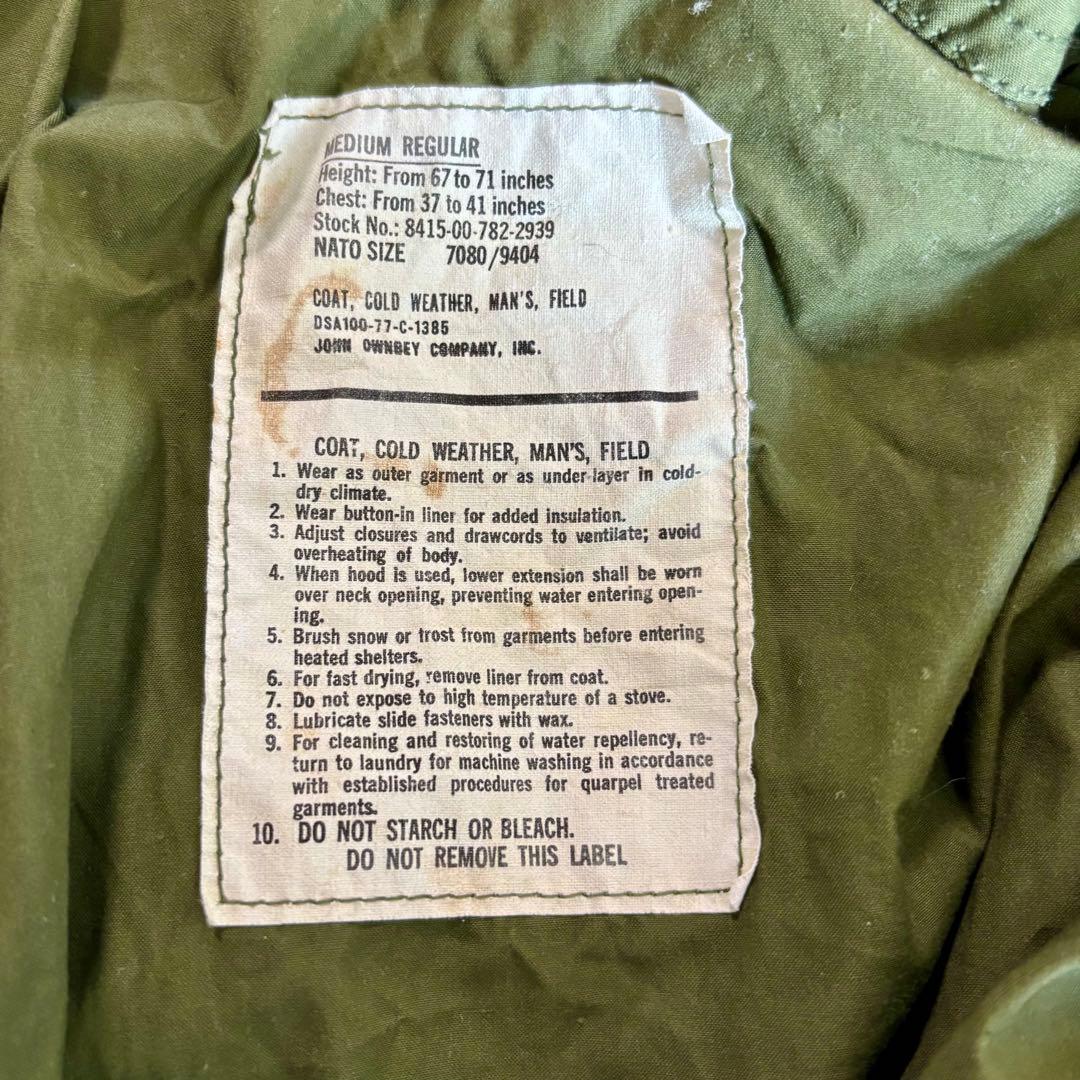 MEDIUM REGULAR
Height: From 67 to 71 inches
Chest: From 37 to 41 inches
Stock No.: 8415-00-782-2939
NATO SIZE 7080/9404
COAT, COLD WEATHER, MAN'S, FIELD
DSA100-77-C-1385
JOHN OWNBEY COMPANY, INC.
COAT, COLD WEATHER, MAN'S, FIELD
1. Wear as outer garment or as under-layer in cold-
dry climate.
2. Wear button-in liner for added insulation.
3. Adjust closures and drawcords to ventilate; avoid
overheating of body.
4. When hood is used, lower extension shall be worn
over neck opening, preventing water entering open-
ing.
5. Brush snow or frost from garments before entering
heated shelters.
6. For fast drying, remove liner from coat.
7. Do not expose to high temperature of a stove.
8. Lubricate slide fasteners with wax.
9. For cleaning and restoring of water repellency, re-
turn to laundry for machine washing in accordance
with established procedures for quarpel treated
garments.
10. DO NOT STARCH OR BLEACH.
DO NOT REMOVE THIS LABEL